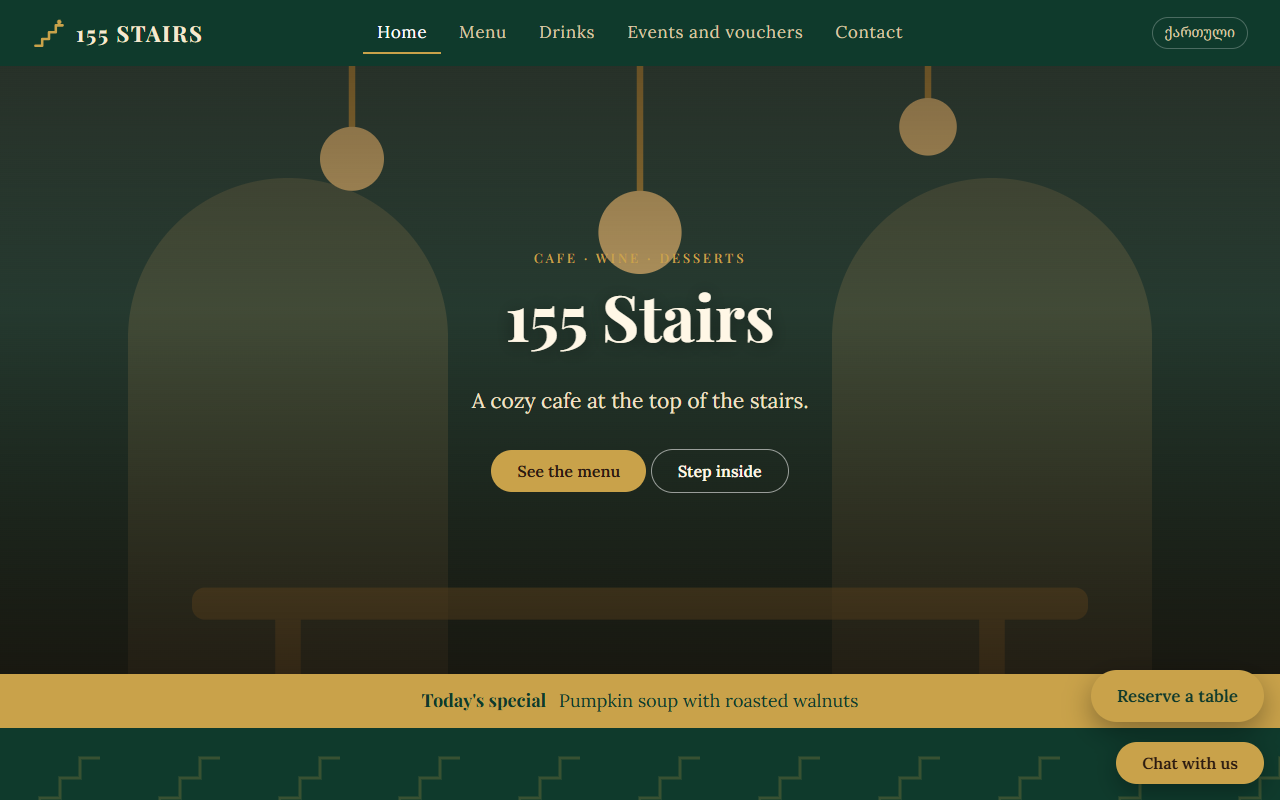 155 STAIRS
Home
Menu
Drinks
Events and vouchers
Contact
ქართული
CAFE · WINE · DESSERTS
155 Stairs
A cozy cafe at the top of the stairs.
See the menu
Step inside
Today's special Pumpkin soup with roasted walnuts
Reserve a table
Chat with us